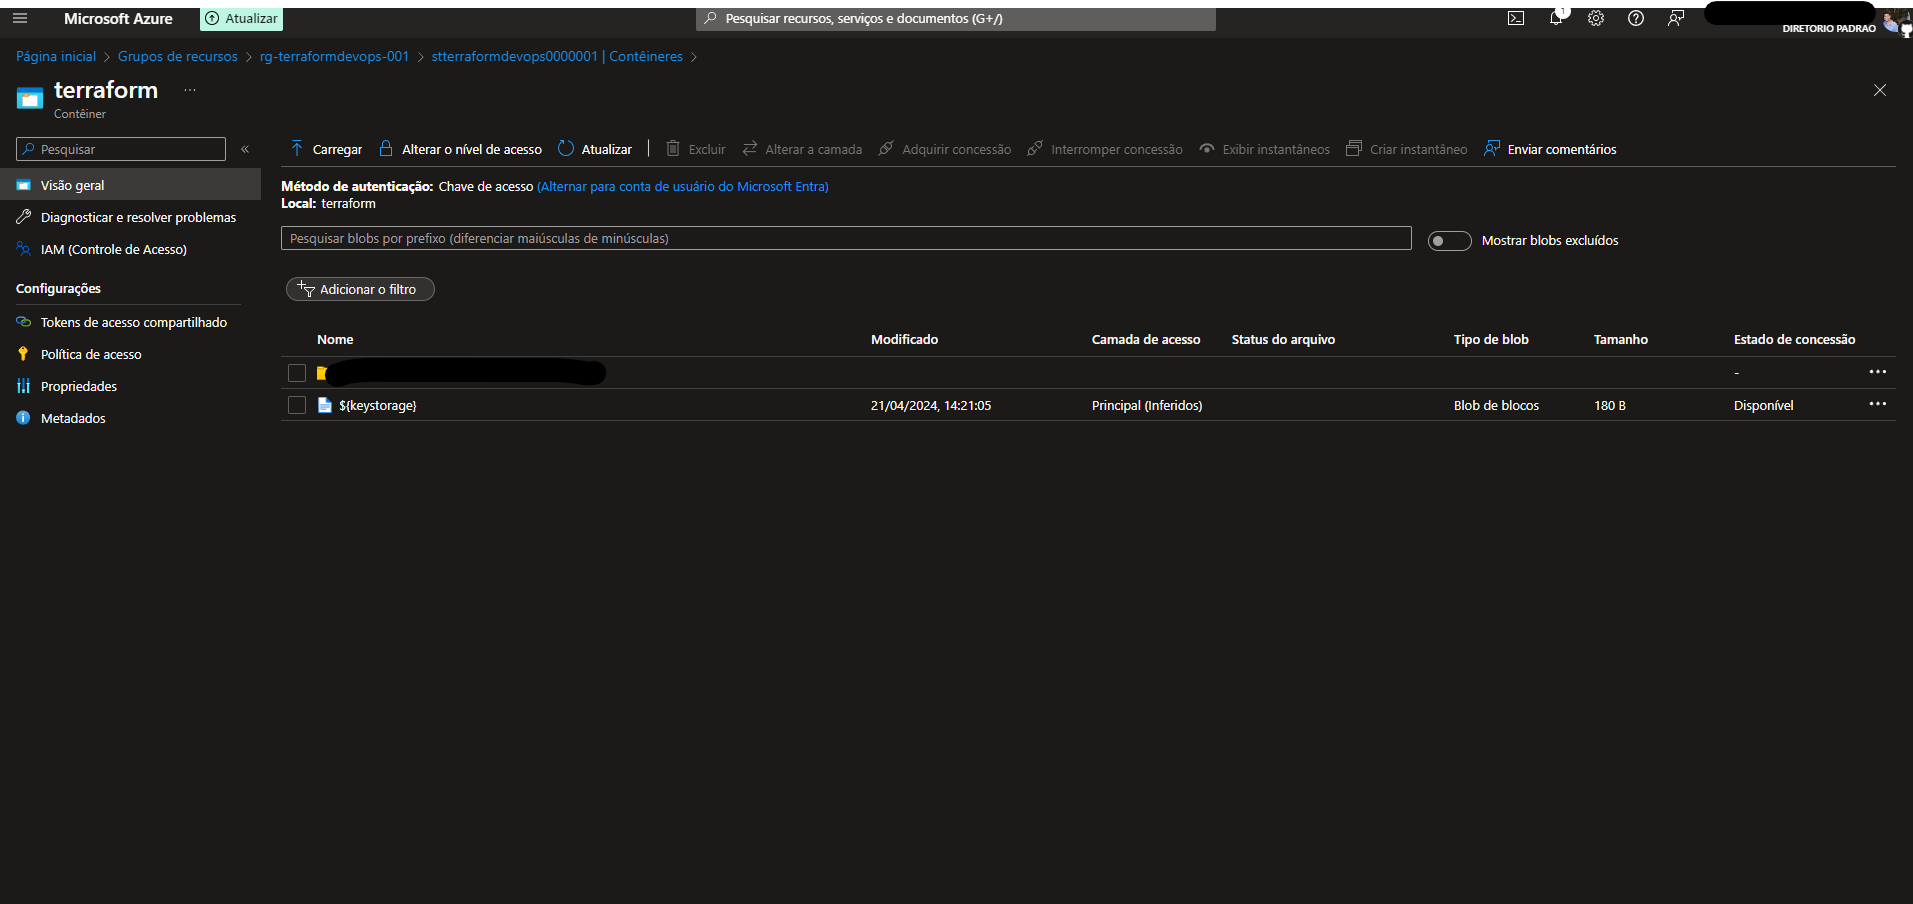 Microsoft Azure
Atualizar
Pesquisar recursos, serviços e documentos (G+/)
1
DIRETÓRIO PADRÃO
Página inicial > Grupos de recursos > rg-terraformdevops-001 > stterraformdevops0000001 | Contêineres >
terraform ...
Contêiner
Pesquisar
«
Visão geral
Diagnosticar e resolver problemas
IAM (Controle de Acesso)
Configurações
Tokens de acesso compartilhado
Política de acesso
Propriedades
Metadados
Carregar Alterar o nível de acesso Atualizar | Excluir Alterar a camada Adquirir concessão Interromper concessão Exibir instantâneos Criar instantâneo Enviar comentários
Método de autenticação: Chave de acesso (Alternar para conta de usuário do Microsoft Entra)
Local: terraform
Pesquisar blobs por prefixo (diferenciar maiúsculas de minúsculas)
Mostrar blobs excluídos
Adicionar o filtro
Nome Modificado Camada de acesso Status do arquivo Tipo de blob Tamanho Estado de concessão
- ...
${keystorage} 21/04/2024, 14:21:05 Principal (Inferidos) Blob de blocos 180 B Disponível ...